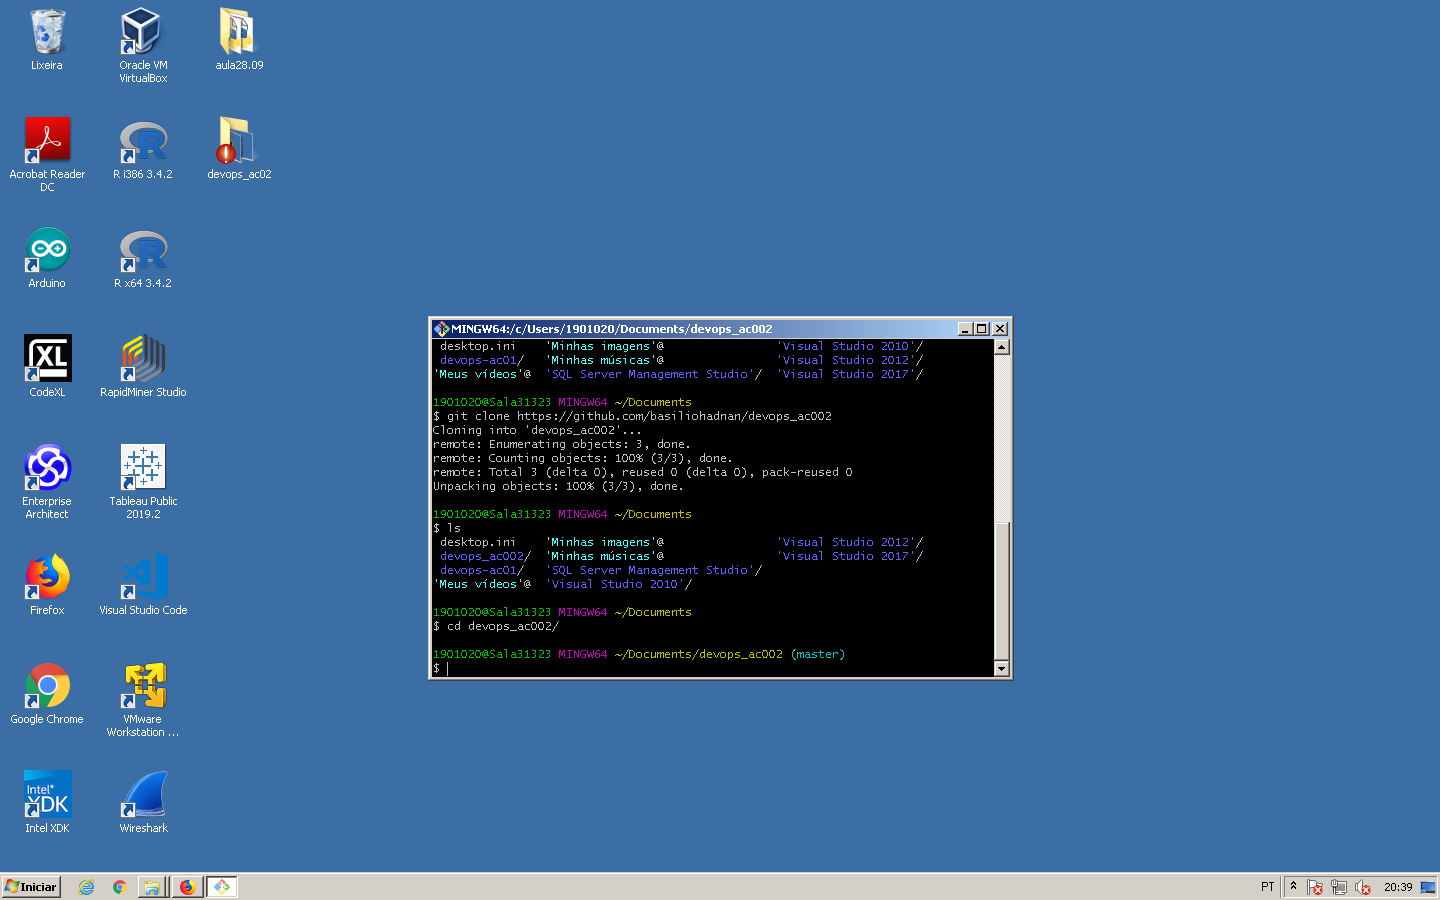 Lixeira
Oracle VM
VirtualBox
aula28.09
Acrobat Reader
DC
R i386 3.4.2
devops_ac02
Arduino
R x64 3.4.2
XL
CodeXL
RapidMiner Studio
Enterprise
Architect
Tableau Public
2019.2
Firefox
Visual Studio Code
Google Chrome
VMware
Workstation ...
Intel®
XDK
Intel XDK
Wireshark
MINGW64:/c/Users/1901020/Documents/devops_ac002
desktop.ini 'Minhas imagens'@ 'Visual Studio 2010'/
devops-ac01/ 'Minhas músicas'@ 'Visual Studio 2012'/
'Meus vídeos'@ 'SQL Server Management Studio'/ 'Visual Studio 2017'/
1901020@Sala31323 MINGW64 ~/Documents
$ git clone https://github.com/basiliohadnan/devops_ac002
Cloning into 'devops_ac002'...
remote: Enumerating objects: 3, done.
remote: Counting objects: 100% (3/3), done.
remote: Total 3 (delta 0), reused 0 (delta 0), pack-reused 0
Unpacking objects: 100% (3/3), done.
1901020@Sala31323 MINGW64 ~/Documents
$ ls
desktop.ini 'Minhas imagens'@ 'Visual Studio 2012'/
devops_ac002/ 'Minhas músicas'@ 'Visual Studio 2017'/
devops-ac01/ 'SQL Server Management Studio'/
'Meus vídeos'@ 'Visual Studio 2010'/
1901020@Sala31323 MINGW64 ~/Documents
$ cd devops_ac002/
1901020@Sala31323 MINGW64 ~/Documents/devops_ac002 (master)
$
Iniciar
PT
20:39